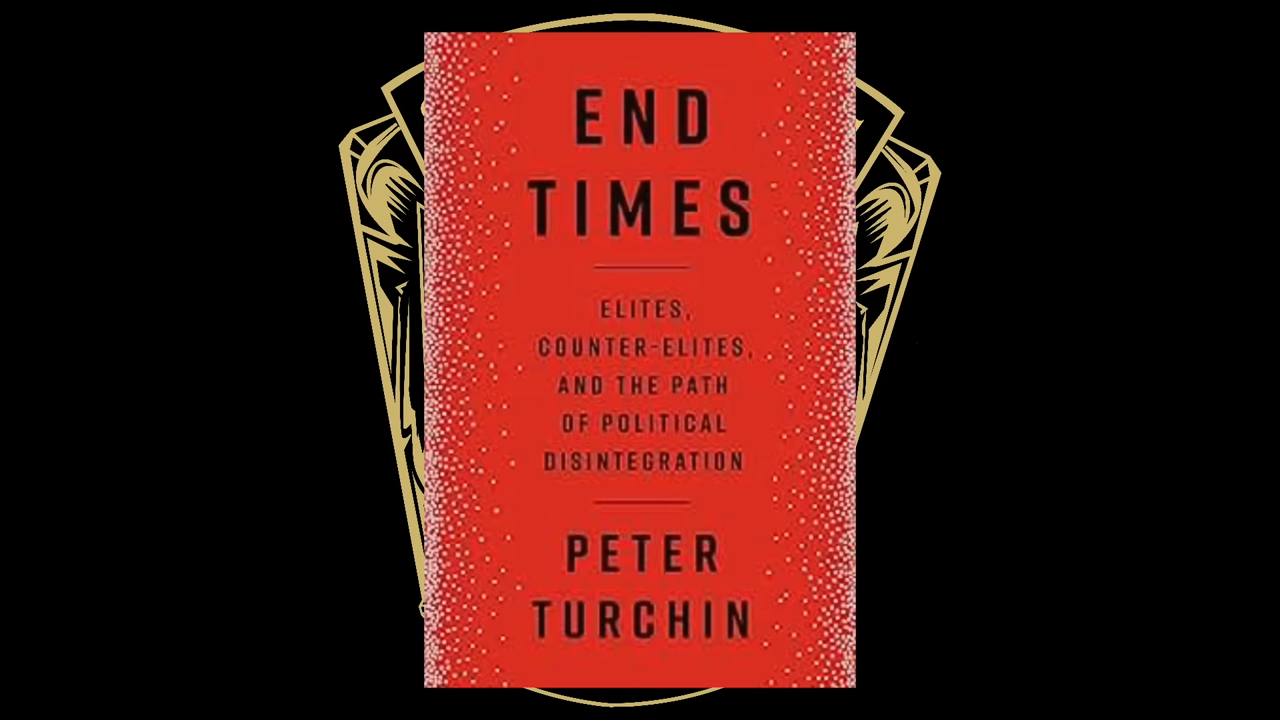 END
TIMES
ELITES,
COUNTER-ELITES,
AND THE PATH
OF POLITICAL
DISINTEGRATION
PETER
TURCHIN